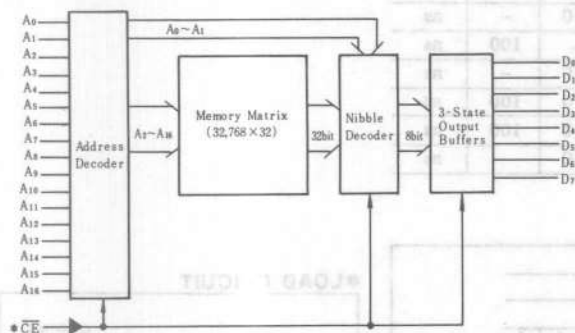 A0
A1
A2
A3
A4
A5
A6
A7
A8
A9
A10
A11
A12
A13
A14
A15
A16
●CE
Address
Decoder
A0～A1
A2～A16
Memory Matrix
(32,768×32)
32bit
Nibble
Decoder
8bit
3-State
Output
Buffers
D0
D1
D2
D3
D4
D5
D6
D7